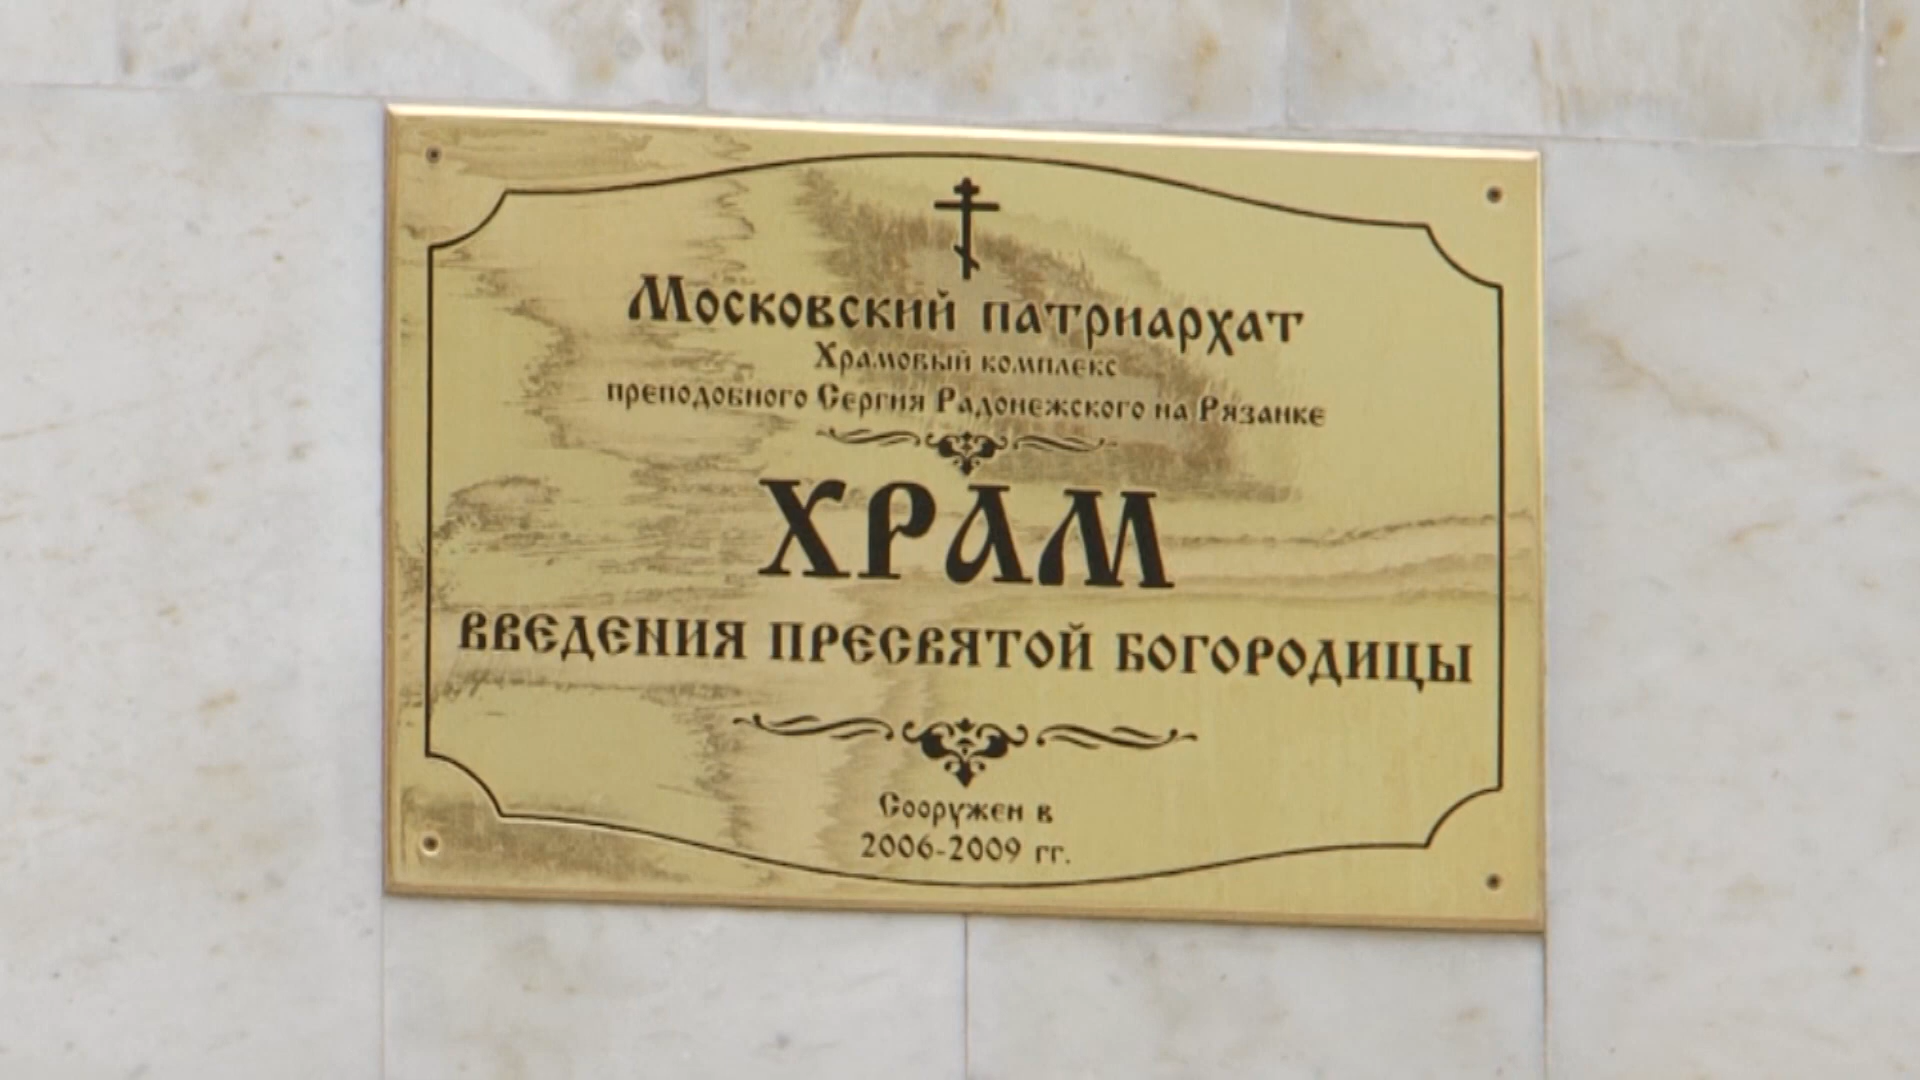 Московский патриархат
Храмовый комплекс
преподобного Сергия Радонежского на Рязанке
ХРАМ
ВВЕДЕНИЯ ПРЕСВЯТОЙ БОГОРОДИЦЫ
Сооружен в
2006-2009 гг.